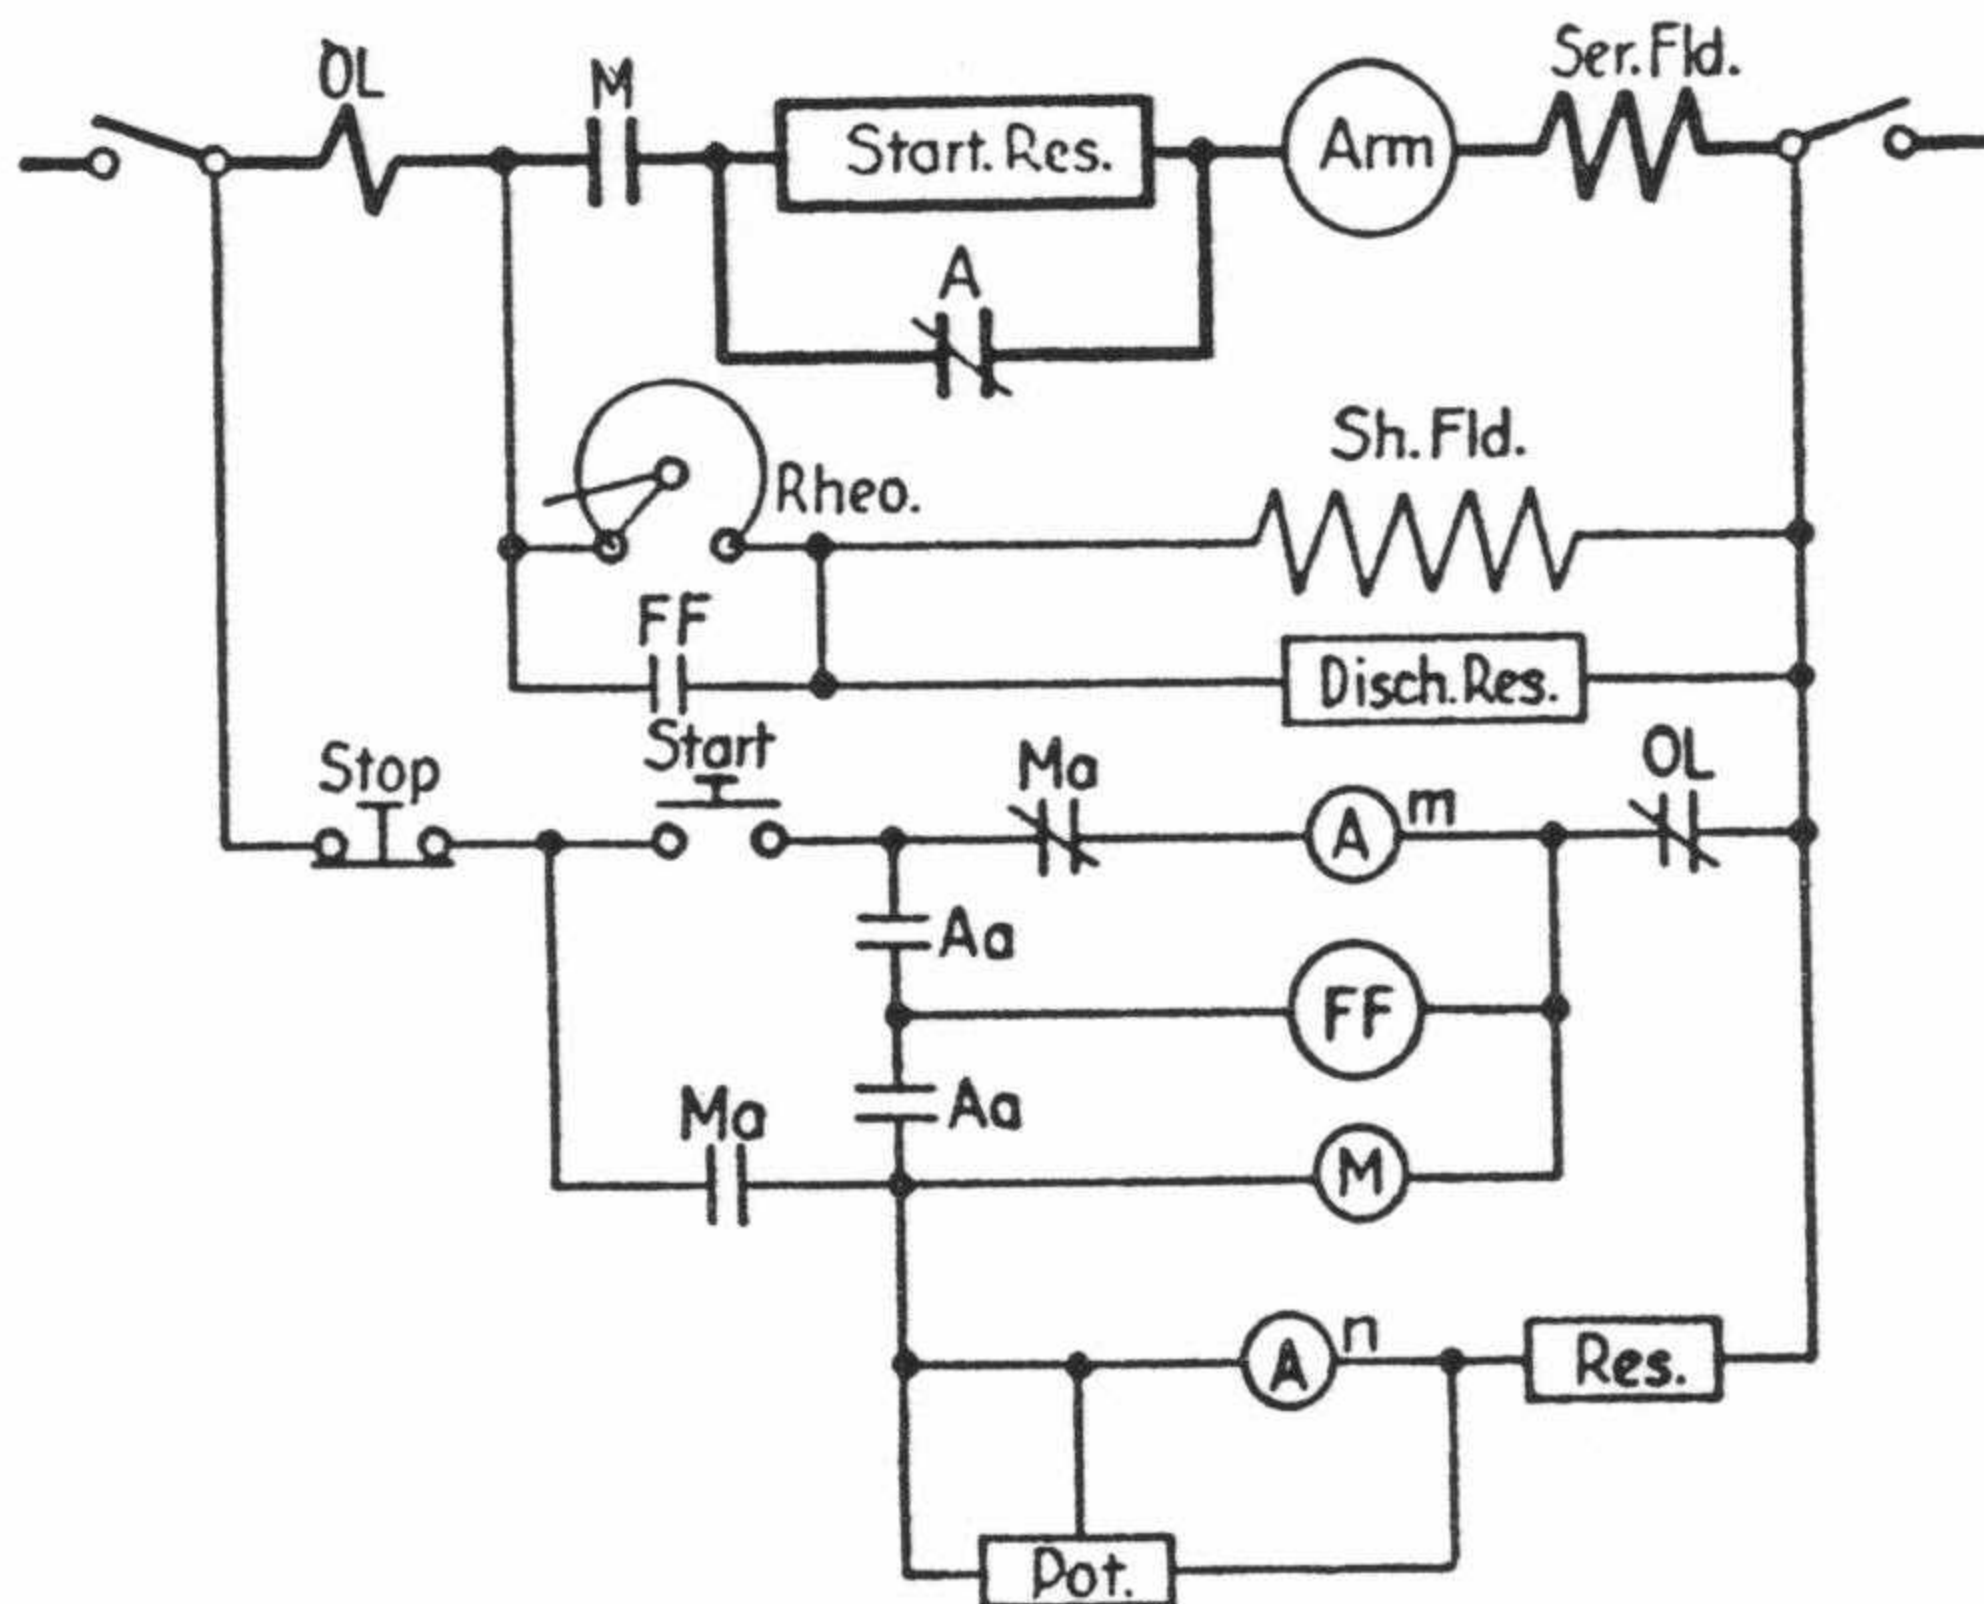 OL
M
Start. Res.
Arm
Ser. Fld.
A
Rheo.
Sh. Fld.
FF
Disch. Res.
Stop
Start
Ma
A m
OL
Aa
FF
Ma
Aa
M
A n
Res.
Pot.